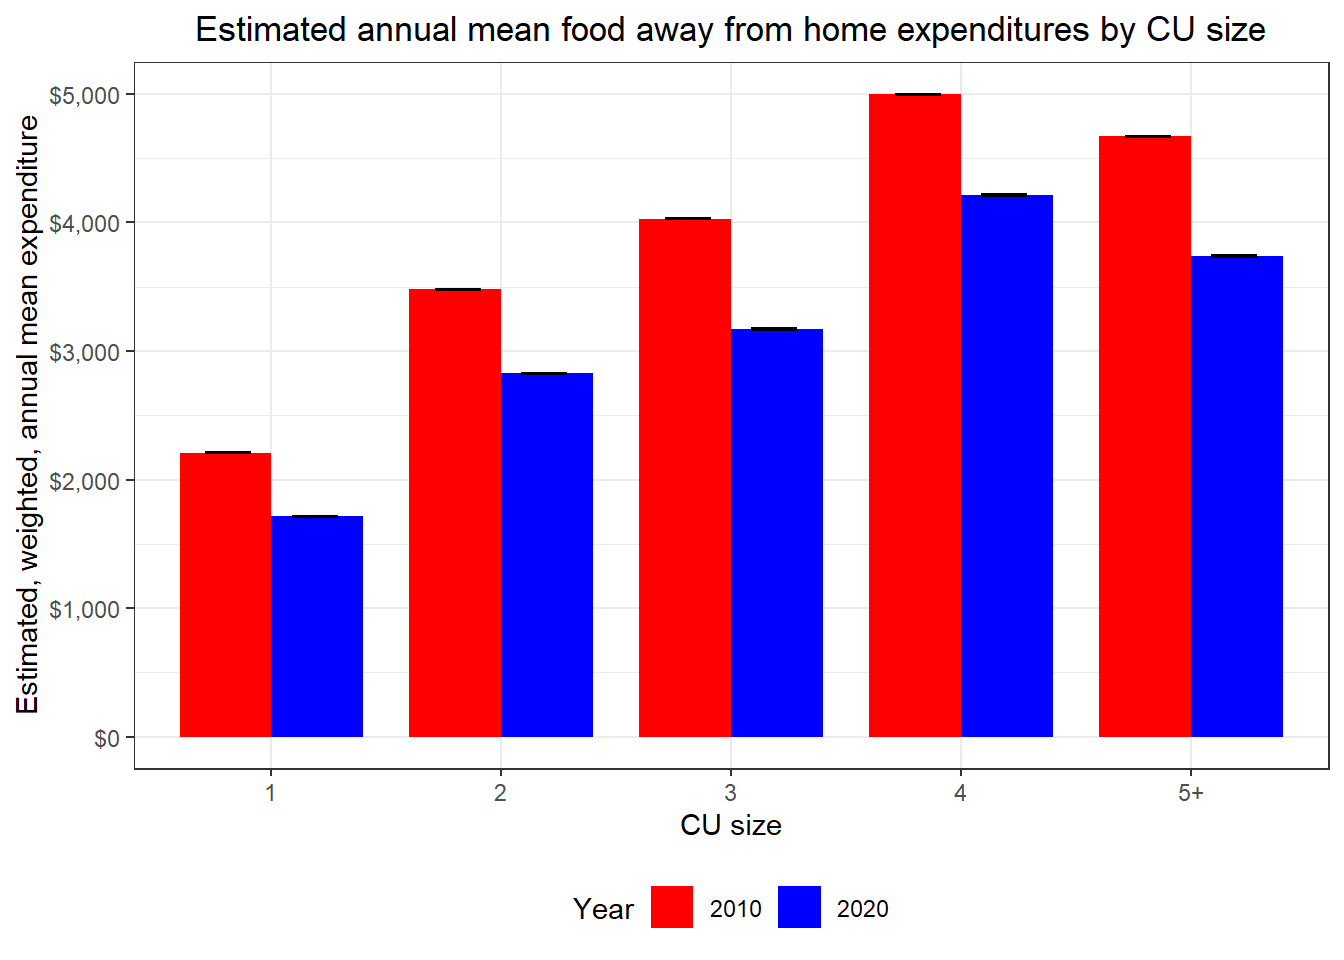 Estimated annual mean food away from home expenditures by CU size
Estimated, weighted, annual mean expenditure
$5,000
$4,000
$3,000
$2,000
$1,000
$0
1 2 3 4 5+
CU size
Year 2010 2020